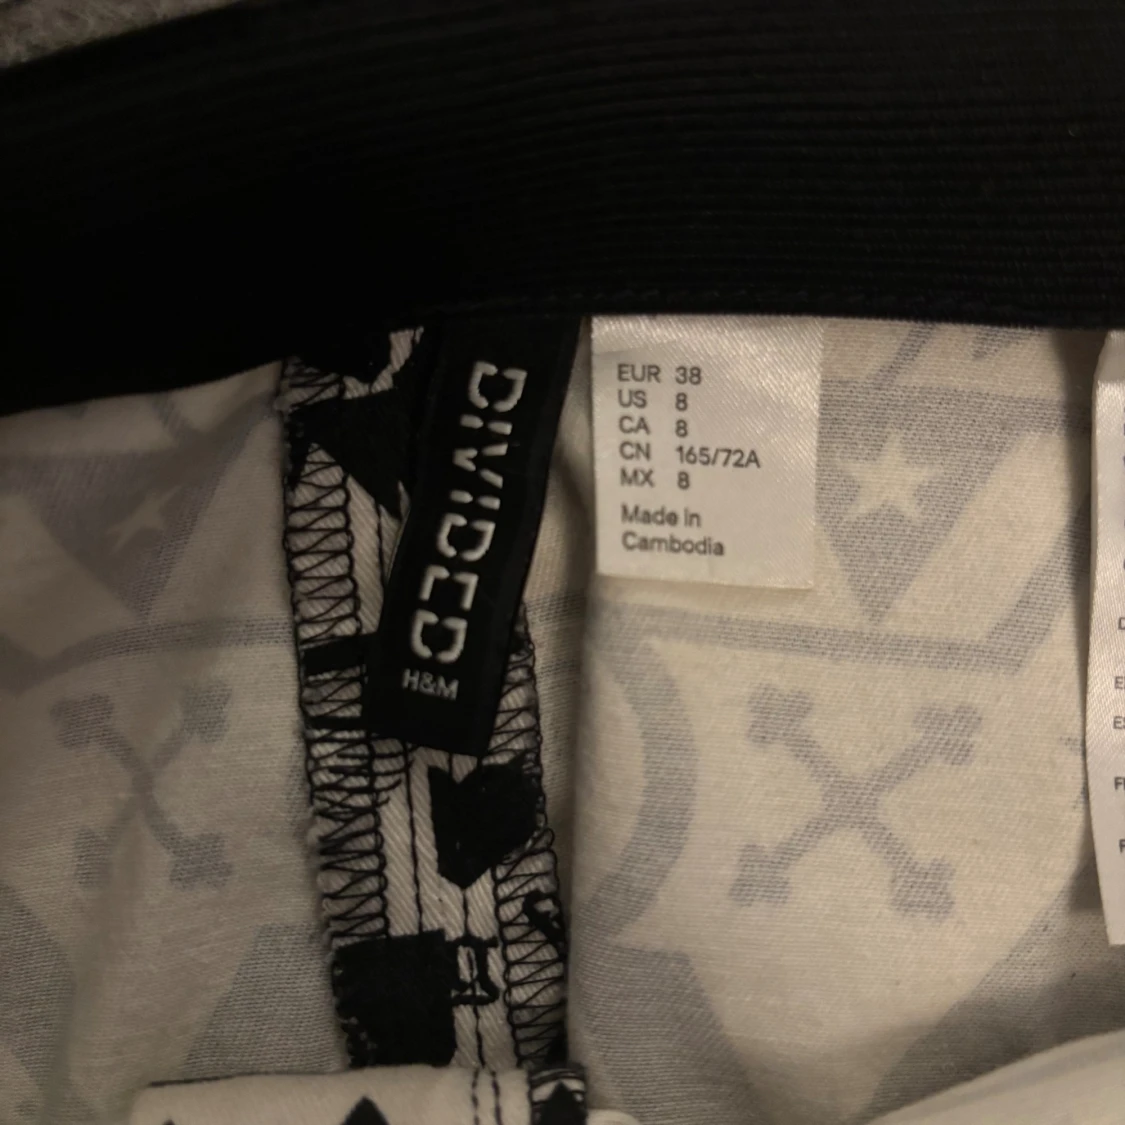 DIVIDED
H&M
EUR 38
US 8
CA 8
CN 165/72A
MX 8
Made in
Cambodia